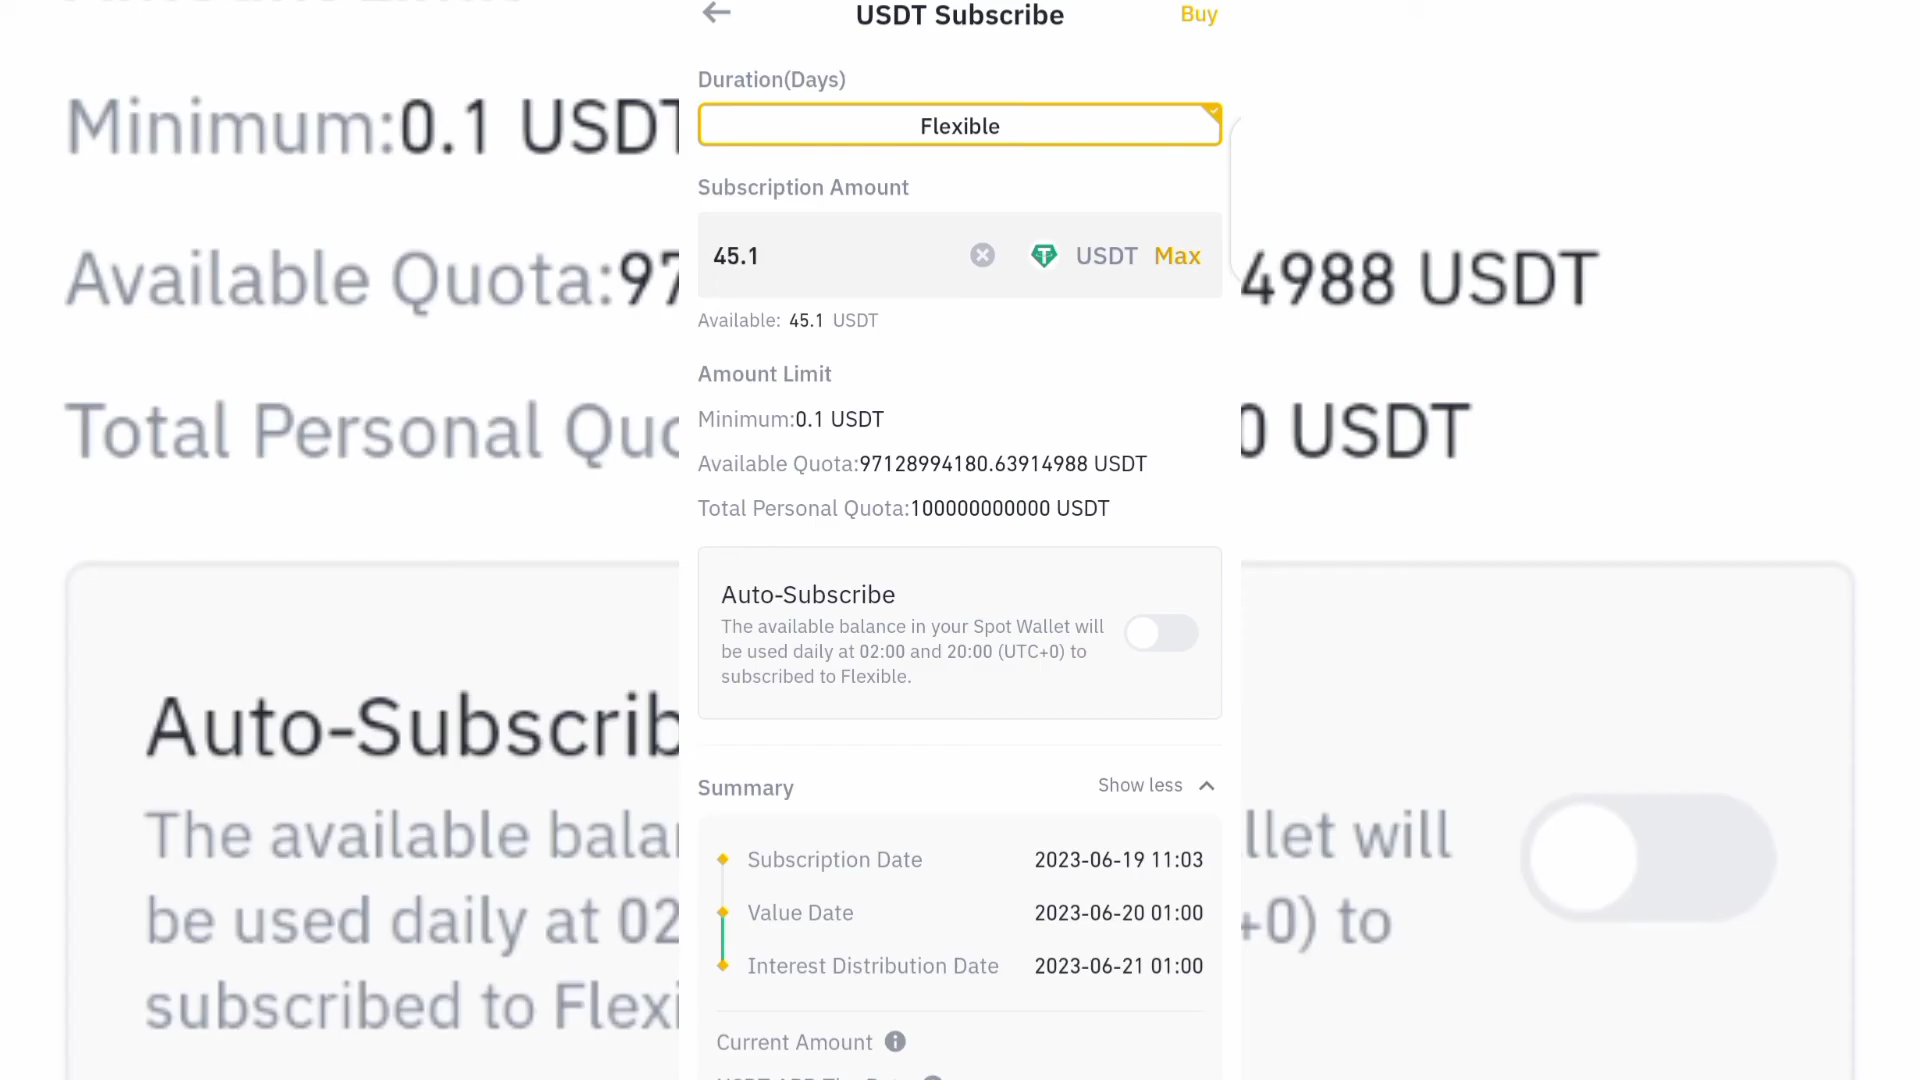 USDT Subscribe
Buy
Duration(Days)
Flexible
Subscription Amount
45.1 USDT Max
Available: 45.1 USDT
Amount Limit
Minimum:0.1 USDT
Available Quota:97128994180.63914988 USDT
Total Personal Quota:100000000000 USDT
Auto-Subscribe
The available balance in your Spot Wallet will
be used daily at 02:00 and 20:00 (UTC+0) to
subscribed to Flexible.
Summary
Show less
Subscription Date 2023-06-19 11:03
Value Date 2023-06-20 01:00
Interest Distribution Date 2023-06-21 01:00
Current Amount
Minimum:0.1 USDT
Available Quota:97
4988 USDT
Total Personal Quo
0 USDT
Auto-Subscrib
The available bala
llet will
be used daily at 02
+0) to
subscribed to Flexi